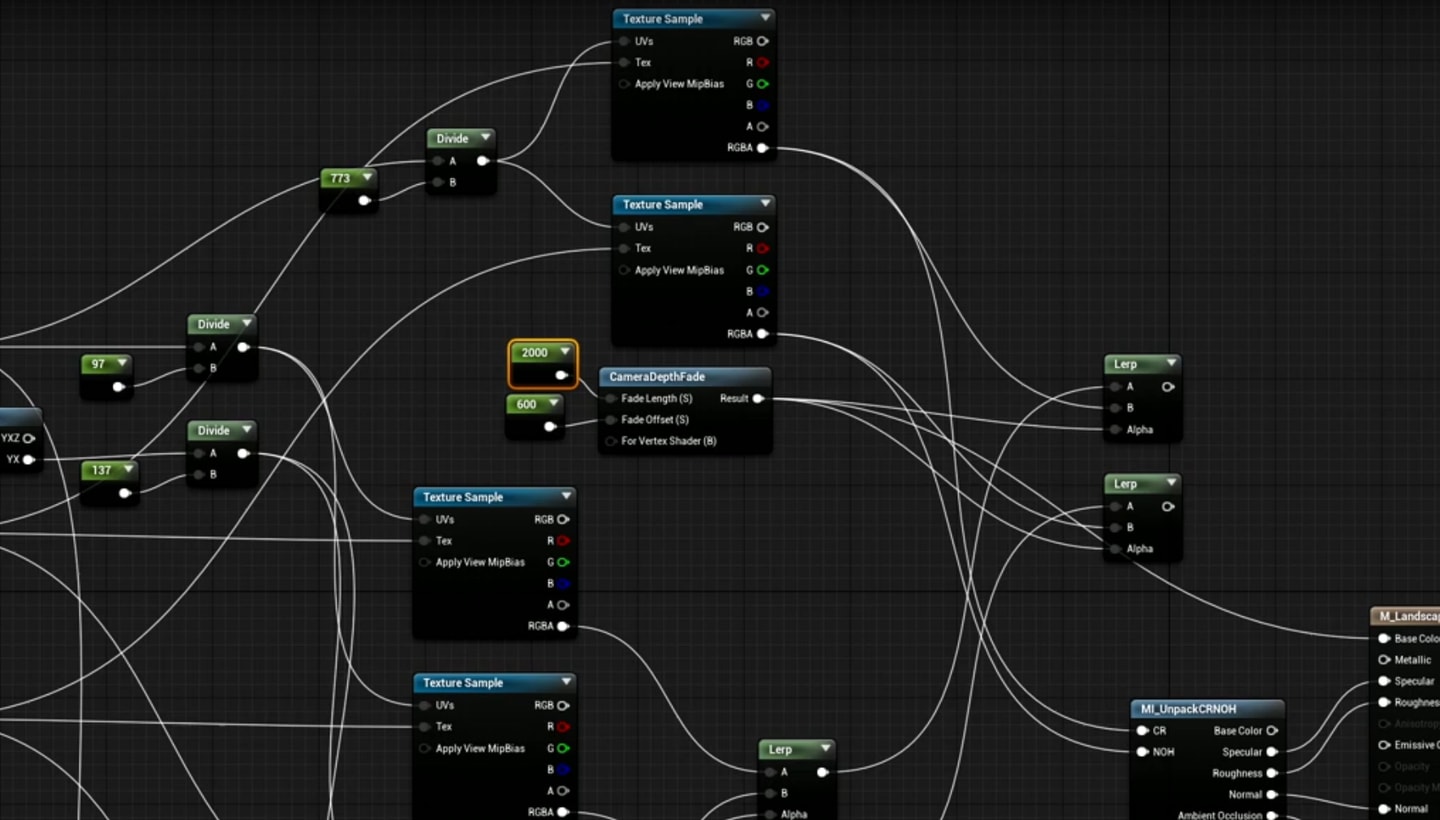 Texture Sample
UVs RGB
Tex R
Apply View MipBias G
B
A
RGBA
Divide
A
B
773
Texture Sample
UVs RGB
Tex R
Apply View MipBias G
B
A
RGBA
Divide
A
B
97
2000
600
CameraDepthFade
Fade Length (S) Result
Fade Offset (S)
For Vertex Shader (B)
Lerp
A
B
Alpha
YXZ
YX
Divide
A
B
137
Lerp
A
B
Alpha
Texture Sample
UVs RGB
Tex R
Apply View MipBias G
B
A
RGBA
M_Landscap
Base Colo
Metallic
Specular
Roughnes
Anisotrop
Emissive C
Opacity
Opacity M
Normal
Texture Sample
UVs RGB
Tex R
Apply View MipBias G
B
A
RGBA
Lerp
A
B
Alpha
MI_UnpackCRNOH
CR Base Color
NOH Specular
Roughness
Normal
Ambient Occlusion